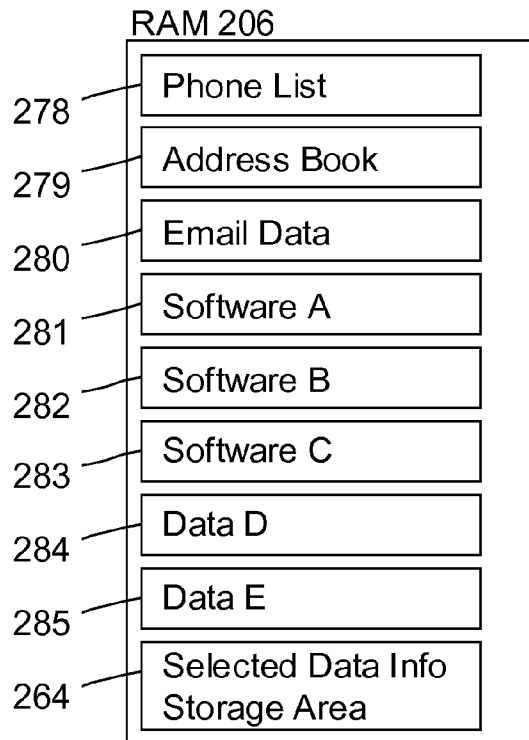 RAM 206
278 Phone List
279 Address Book
280 Email Data
281 Software A
282 Software B
283 Software C
284 Data D
285 Data E
264 Selected Data Info
Storage Area